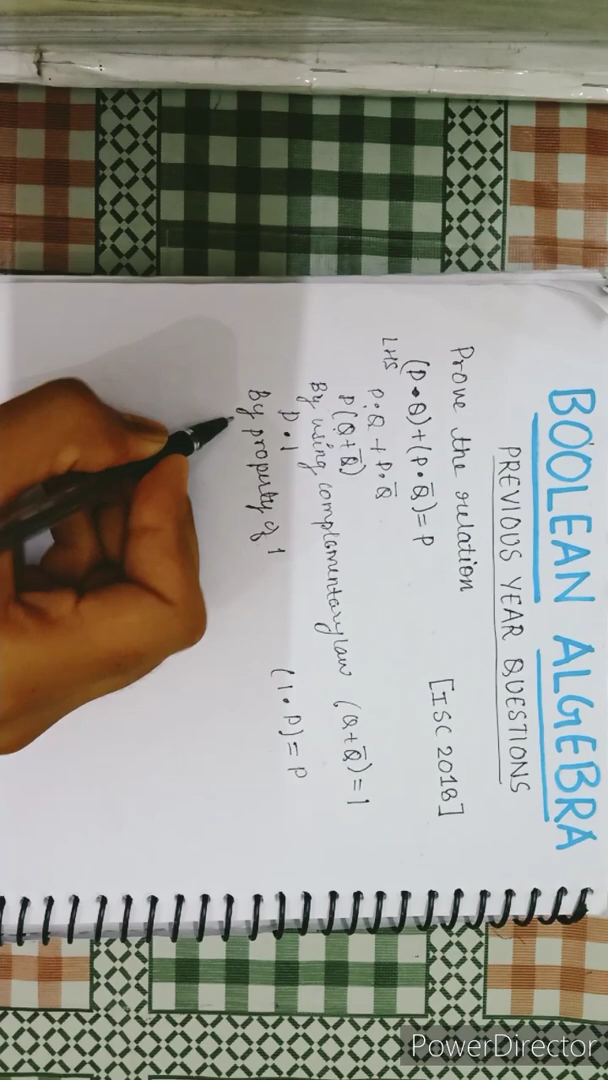 BOOLEAN ALGEBRA
PREVIOUS YEAR QUESTIONS
Prove the relation [ISC 2018]
(P•Q)+(P•Q̅)=P
LHS P•Q+P•Q̅
P(Q+Q̅)
By using complementary law (Q+Q̅)=1
P•1
By property of 1 (1•P)=P
PowerDirector